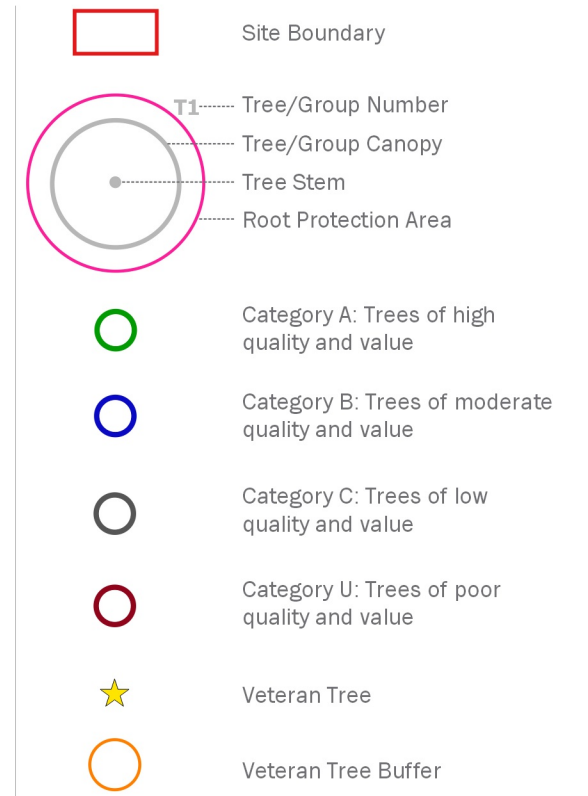 Site Boundary
T1
Tree/Group Number
Tree/Group Canopy
Tree Stem
Root Protection Area
Category A: Trees of high
quality and value
Category B: Trees of moderate
quality and value
Category C: Trees of low
quality and value
Category U: Trees of poor
quality and value
Veteran Tree
Veteran Tree Buffer